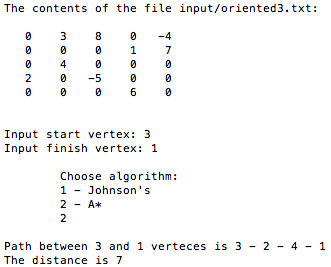 The contents of the file input/oriented3.txt:
0 3 8 0 -4
0 0 0 1 7
0 4 0 0 0
2 0 -5 0 0
0 0 0 6 0
Input start vertex: 3
Input finish vertex: 1
Choose algorithm:
1 - Johnson's
2 - A*
2
Path between 3 and 1 verteces is 3 - 2 - 4 - 1
The distance is 7